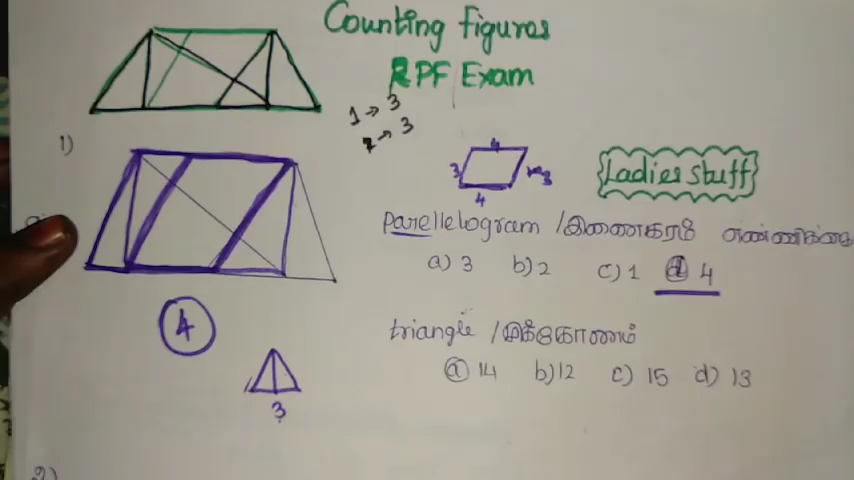 Counting figures
RPF Exam
1 → 3
2 → 3
1)
4
3
3
4
Ladies stuff
Parellelogram / இணைகரம் எண்ணிக்கை
a) 3 b) 2 c) 1 d) 4
4
triangle / முக்கோணம்
a) 14 b) 12 c) 15 d) 13
3
2)